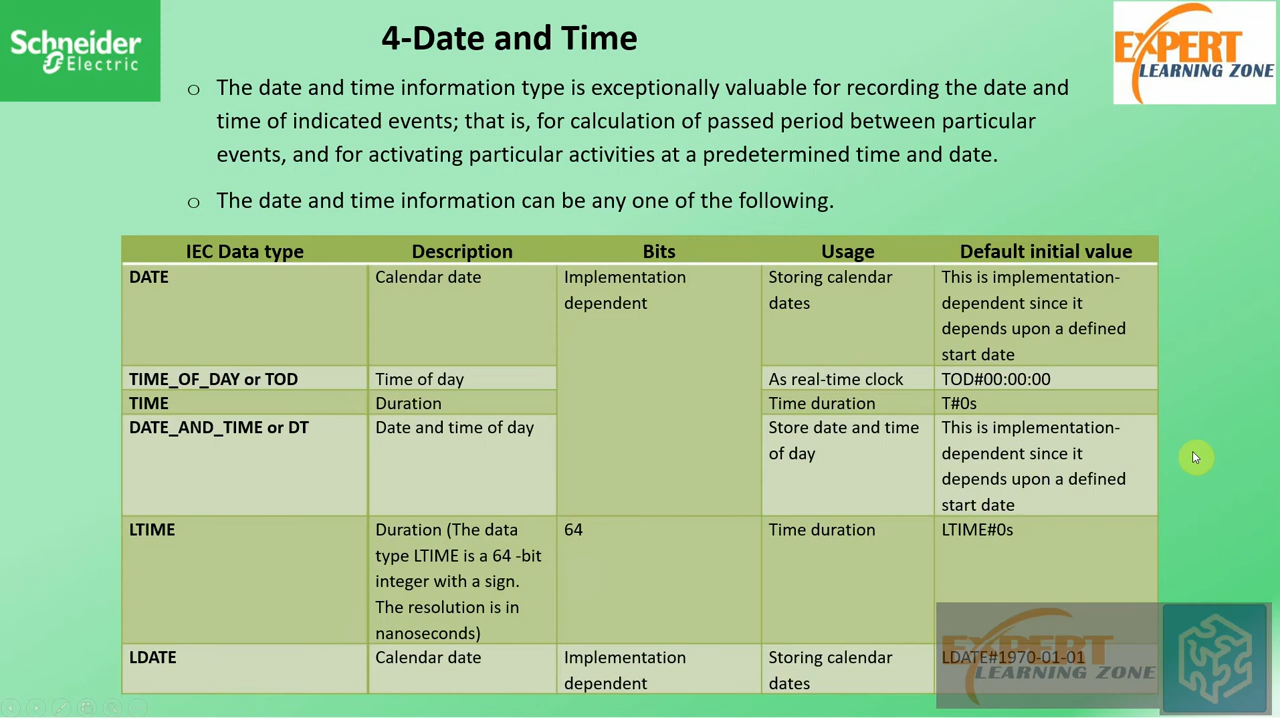 Schneider
Electric
4-Date and Time
EXPERT
LEARNING ZONE
○ The date and time information type is exceptionally valuable for recording the date and
time of indicated events; that is, for calculation of passed period between particular
events, and for activating particular activities at a predetermined time and date.
○ The date and time information can be any one of the following.
IEC Data type Description Bits Usage Default initial value
DATE Calendar date Implementation Storing calendar This is implementation-
dependent dates dependent since it
depends upon a defined
start date
TIME_OF_DAY or TOD Time of day As real-time clock TOD#00:00:00
TIME Duration Time duration T#0s
DATE_AND_TIME or DT Date and time of day Store date and time This is implementation-
of day dependent since it
depends upon a defined
start date
LTIME Duration (The data 64 Time duration LTIME#0s
type LTIME is a 64 -bit
integer with a sign.
The resolution is in
nanoseconds)
LDATE Calendar date Implementation Storing calendar LDATE#1970-01-01
dependent dates
EXPERT
LEARNING ZONE